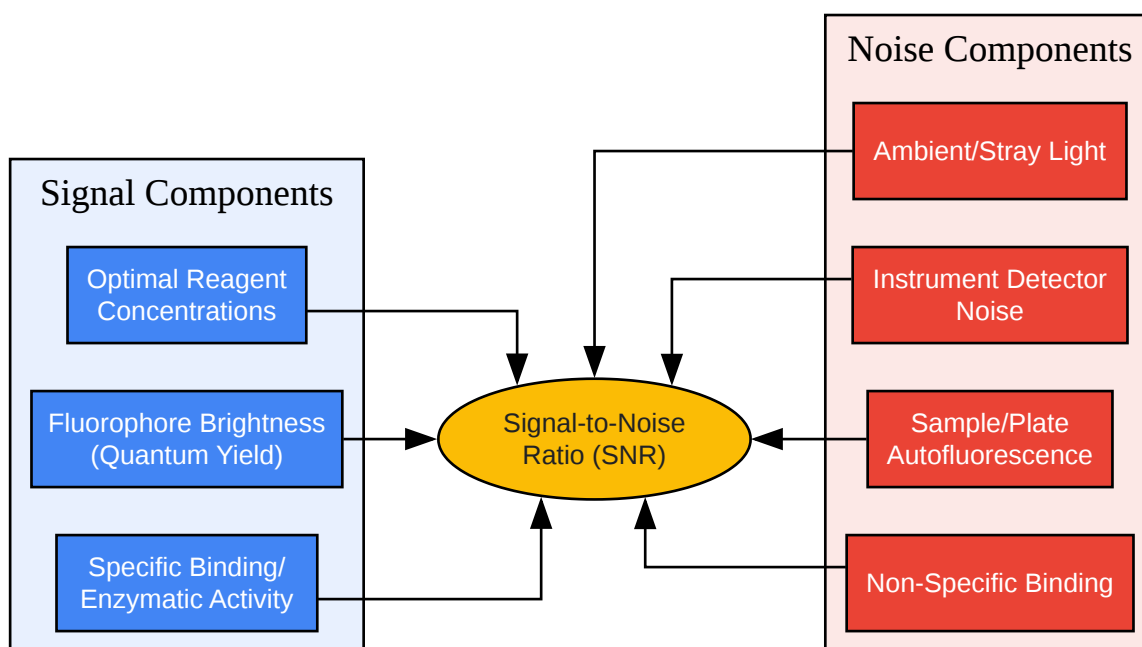 Signal Components
Optimal Reagent
Concentrations
Fluorophore Brightness
(Quantum Yield)
Specific Binding/
Enzymatic Activity
Signal-to-Noise
Ratio (SNR)
Noise Components
Ambient/Stray Light
Instrument Detector
Noise
Sample/Plate
Autofluorescence
Non-Specific Binding